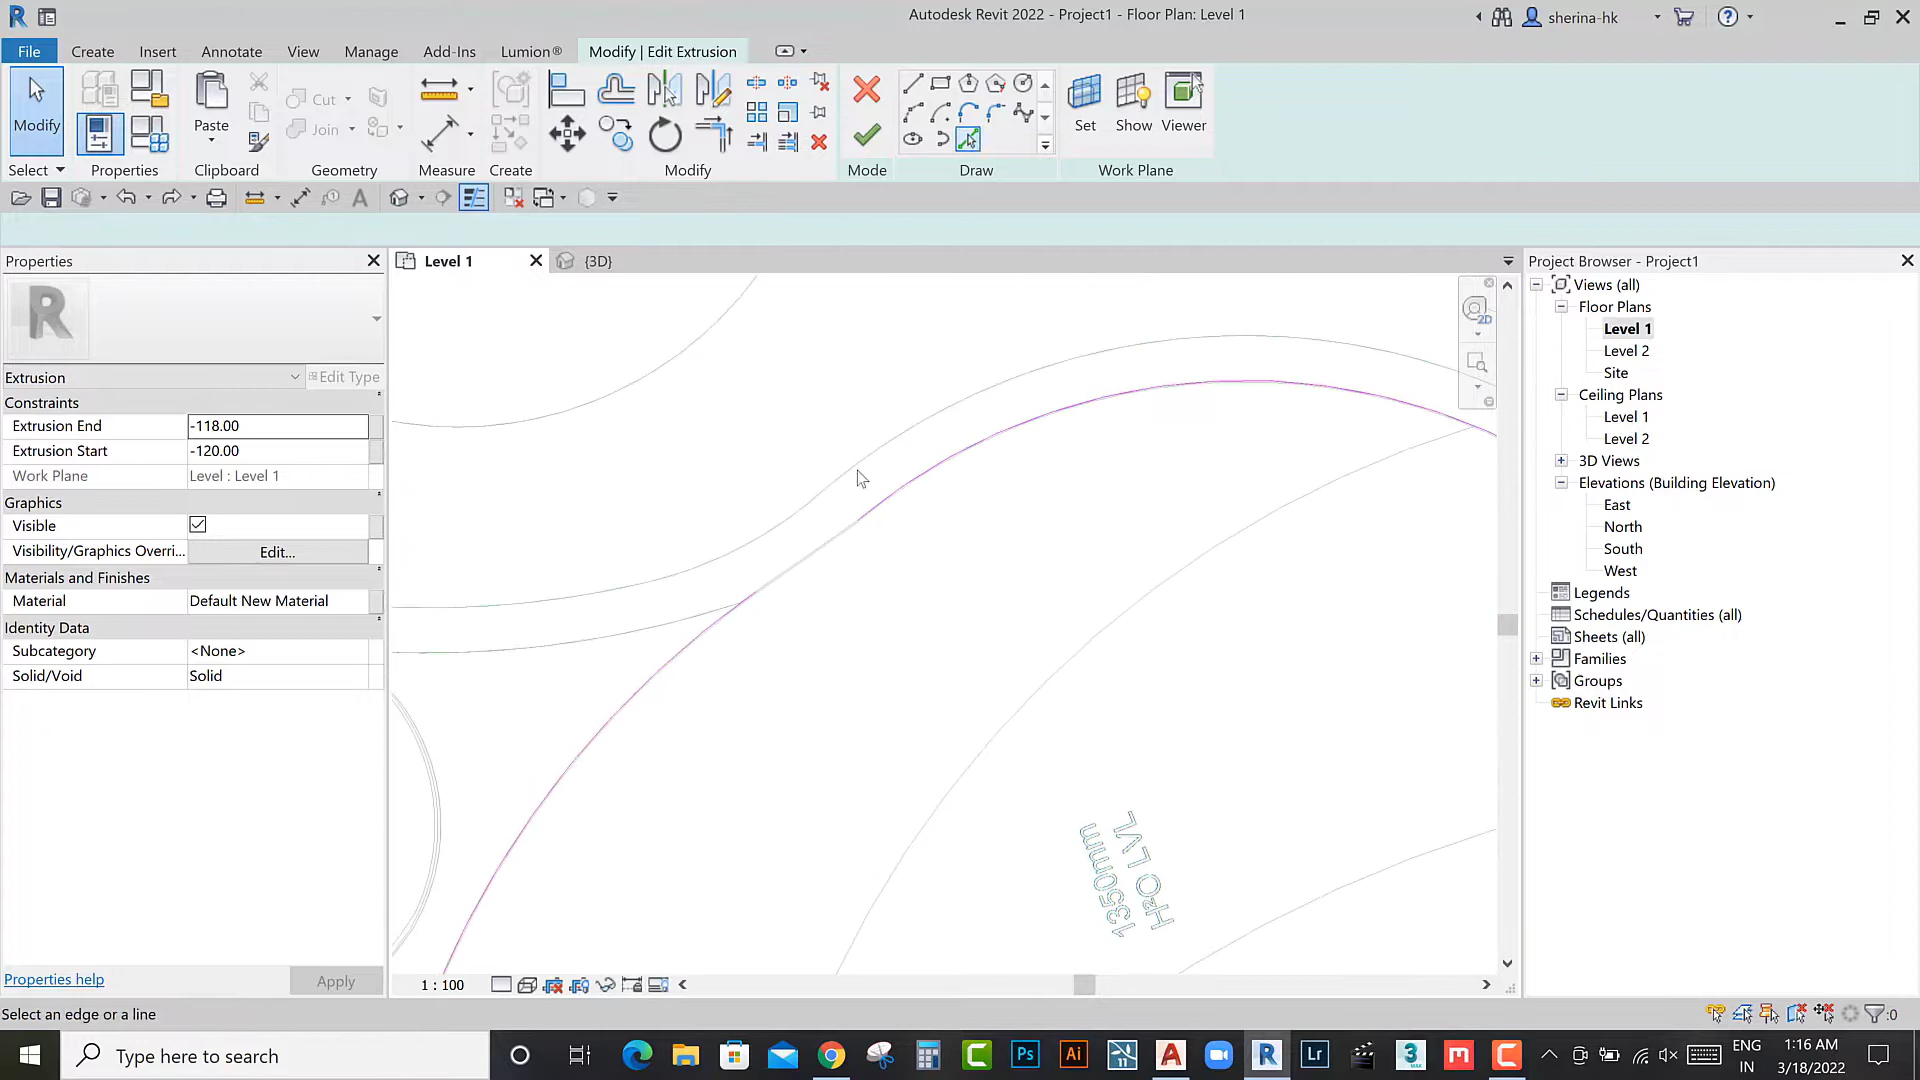 Autodesk Revit 2022 - Project1 - Floor Plan: Level 1
sherina-hk
File
Create
Insert
Annotate
View
Manage
Add-Ins
Lumion®
Modify | Edit Extrusion
Modify
Paste
Cut
Join
Set
Show
Viewer
Select
Properties
Clipboard
Geometry
Measure
Create
Modify
Mode
Draw
Work Plane
Properties
Level 1
{3D}
Project Browser - Project1
Extrusion
Edit Type
Constraints
Extrusion End -118.00
Extrusion Start -120.00
Work Plane Level : Level 1
Graphics
Visible
Visibility/Graphics Overri... Edit...
Materials and Finishes
Material Default New Material
Identity Data
Subcategory <None>
Solid/Void Solid
Properties help
Apply
2D
1350mm
H2O LVL
Views (all)
Floor Plans
Level 1
Level 2
Site
Ceiling Plans
Level 1
Level 2
3D Views
Elevations (Building Elevation)
East
North
South
West
Legends
Schedules/Quantities (all)
Sheets (all)
Families
Groups
Revit Links
1 : 100
Select an edge or a line
:0
Type here to search
ENG
IN
1:16 AM
3/18/2022